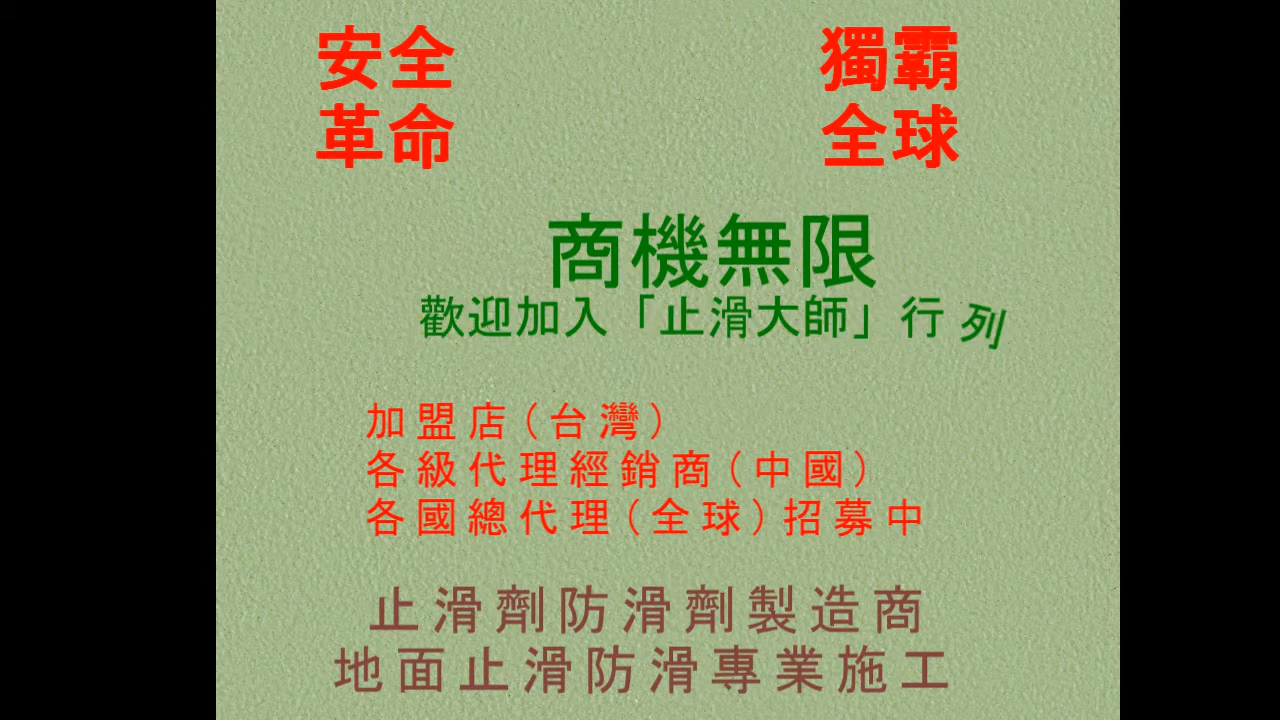 安全 獨霸
革命 全球
商機無限
歡迎加入「止滑大師」行列
加盟店(台灣)
各級代理經銷商(中國)
各國總代理(全球)招募中
止滑劑防滑劑製造商
地面止滑防滑專業施工